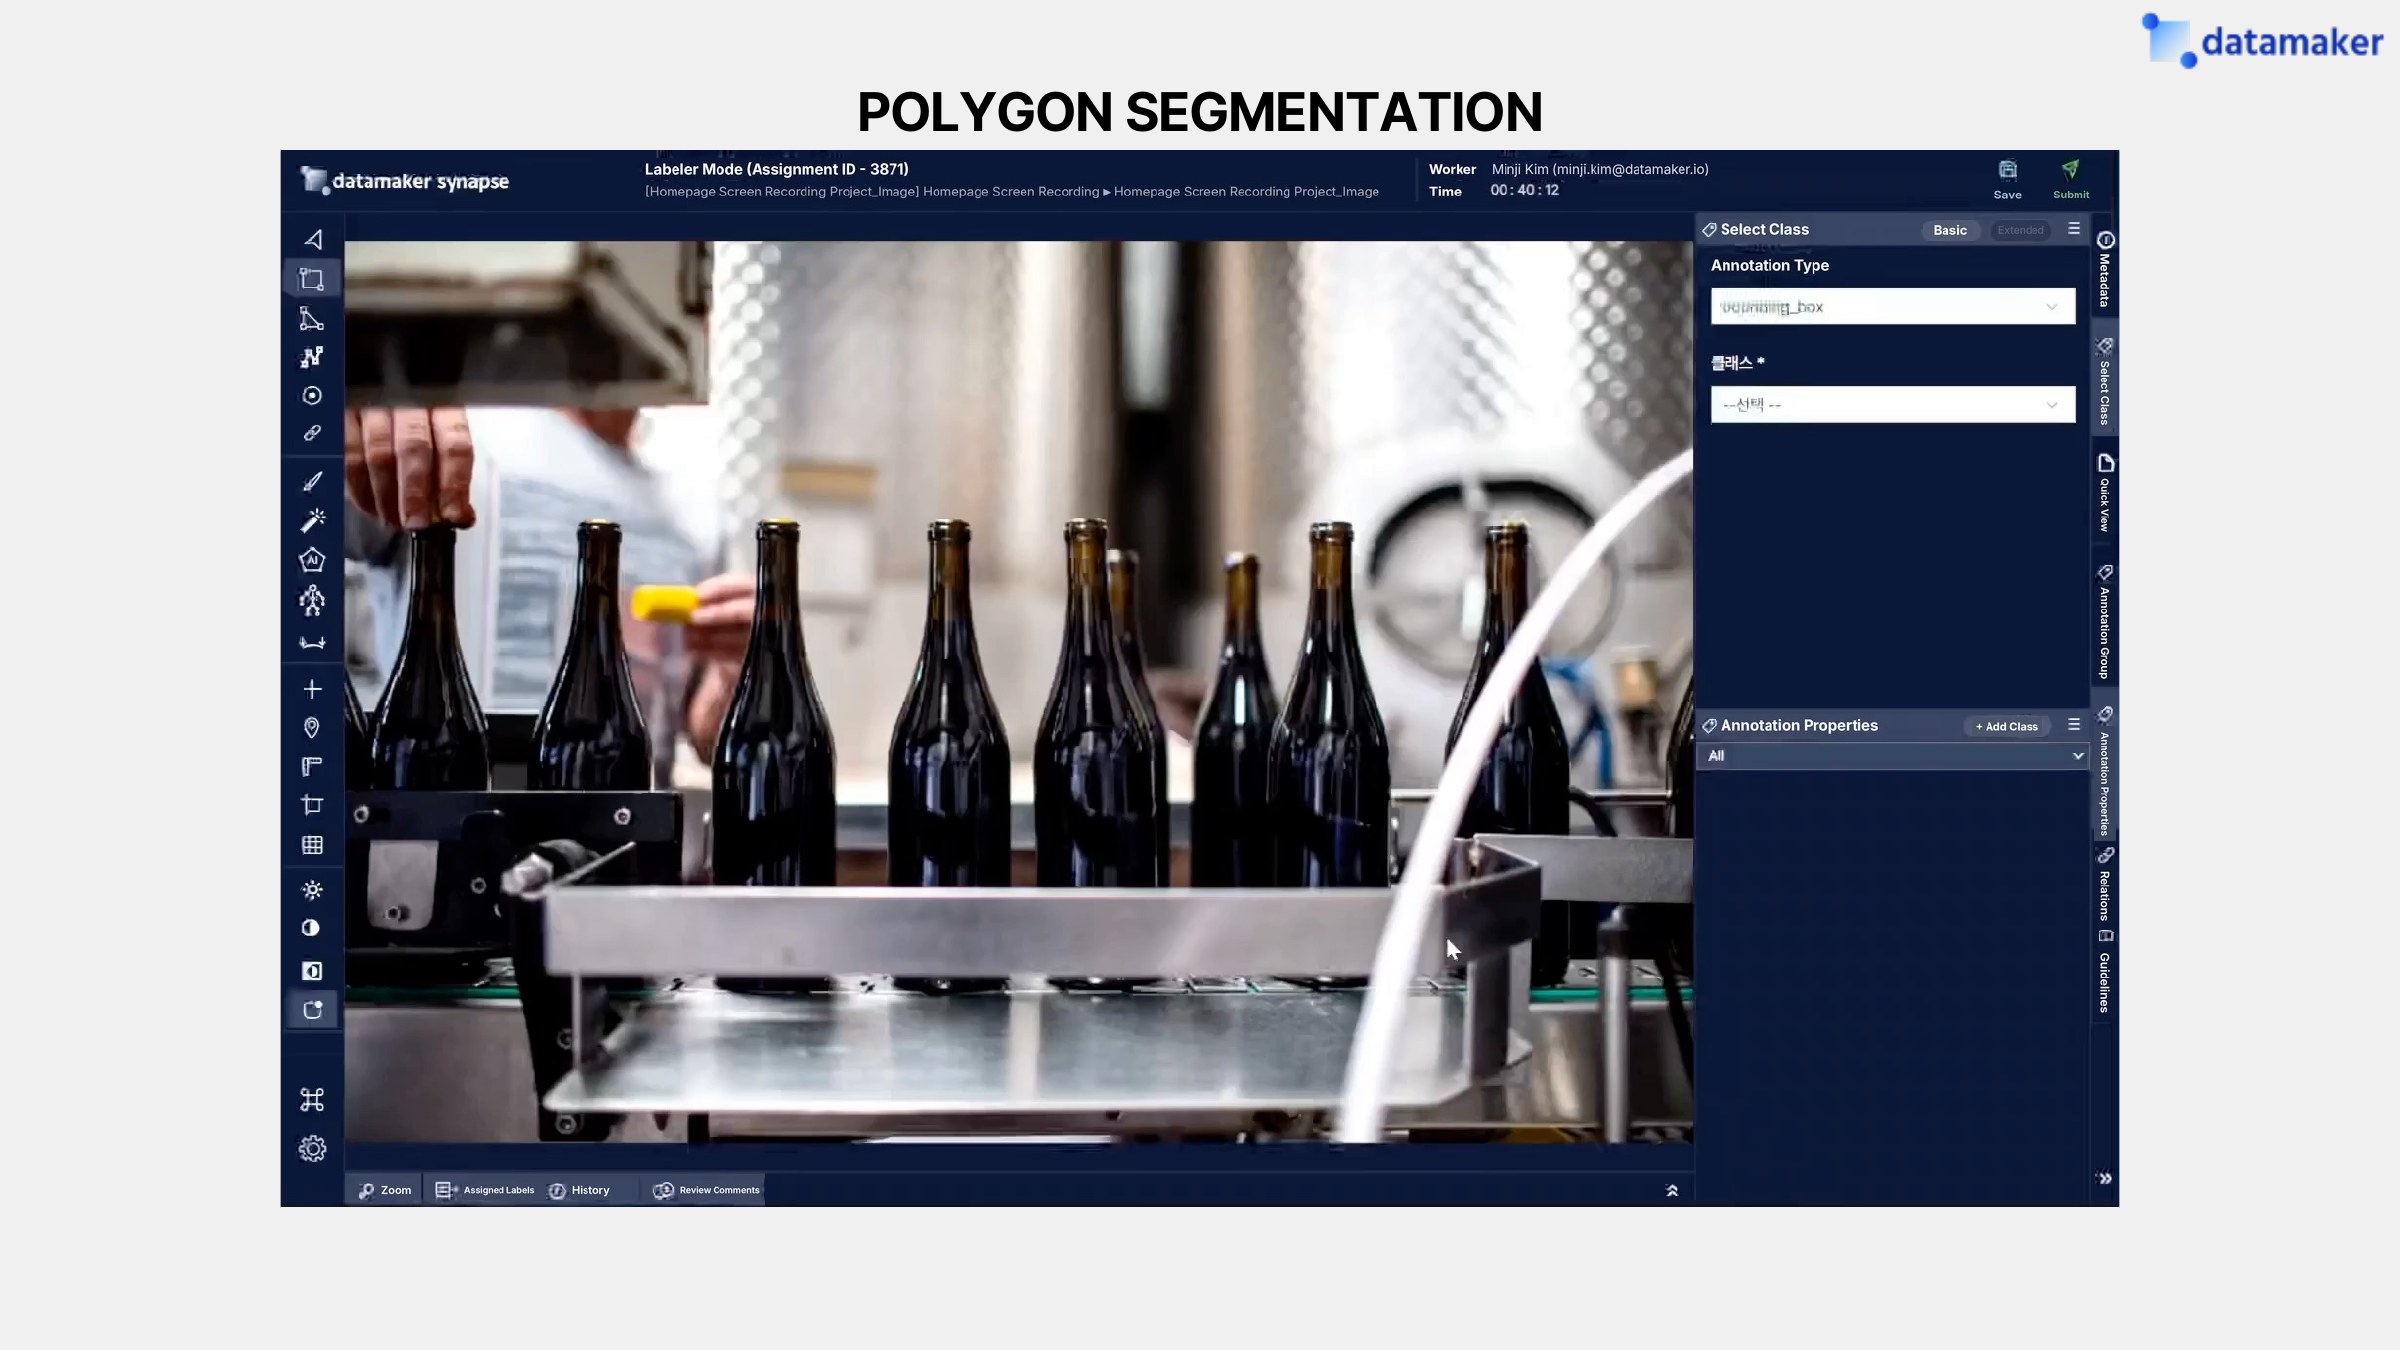 datamaker
POLYGON SEGMENTATION
datamaker synapse
Labeler Mode (Assignment ID - 3871)
[Homepage Screen Recording Project_Image] Homepage Screen Recording ▸ Homepage Screen Recording Project_Image
Worker Minji Kim (minji.kim@datamaker.io)
Time 00:40:12
Save
Submit
Select Class
Basic
Extended
Annotation Type
bounding_box
클래스 *
--선택 --
Annotation Properties
+ Add Class
All
Metadata
Select Class
Quick View
Annotation Group
Annotation Properties
Relations
Guidelines
AI
Zoom
Assigned Labels
History
Review Comments